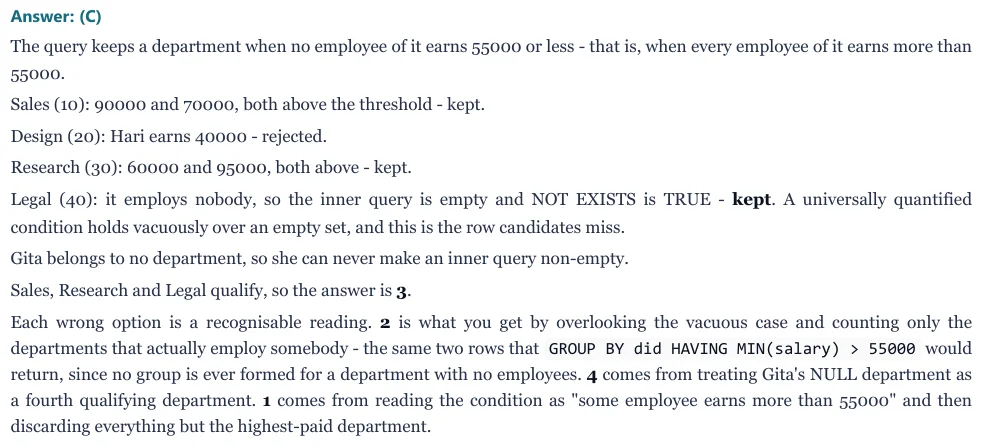 Answer: (C)
The query keeps a department when no employee of it earns 55000 or less - that is, when every employee of it earns more than
55000.
Sales (10): 90000 and 70000, both above the threshold - kept.
Design (20): Hari earns 40000 - rejected.
Research (30): 60000 and 95000, both above - kept.
Legal (40): it employs nobody, so the inner query is empty and NOT EXISTS is TRUE - kept. A universally quantified
condition holds vacuously over an empty set, and this is the row candidates miss.
Gita belongs to no department, so she can never make an inner query non-empty.
Sales, Research and Legal qualify, so the answer is 3.
Each wrong option is a recognisable reading. 2 is what you get by overlooking the vacuous case and counting only the
departments that actually employ somebody - the same two rows that GROUP BY did HAVING MIN(salary) > 55000 would
return, since no group is ever formed for a department with no employees. 4 comes from treating Gita's NULL department as
a fourth qualifying department. 1 comes from reading the condition as "some employee earns more than 55000" and then
discarding everything but the highest-paid department.